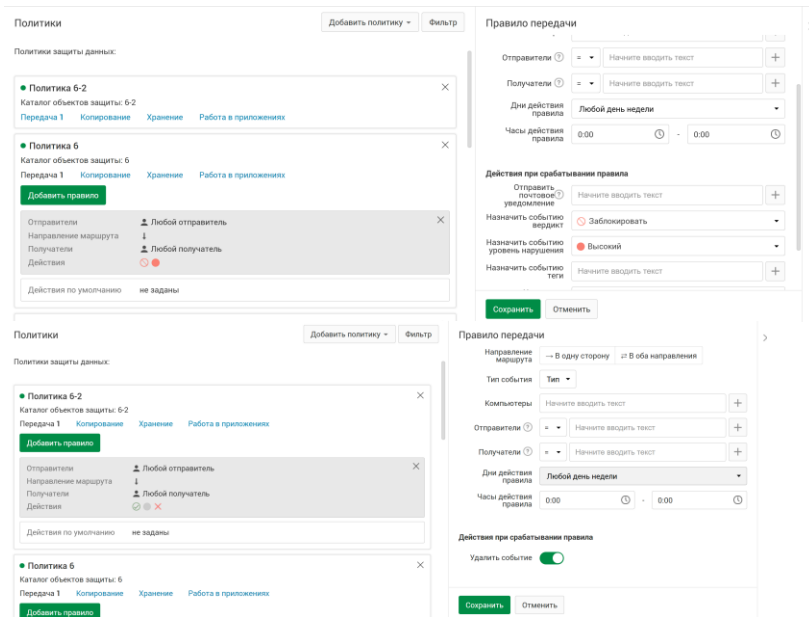 Политики
Добавить политику
Фильтр
Политики защиты данных:
Политика 6-2
Каталог объектов защиты: 6-2
Передача 1 Копирование Хранение Работа в приложениях
Политика 6
Каталог объектов защиты: 6
Передача 1 Копирование Хранение Работа в приложениях
Добавить правило
Отправители Любой отправитель
Направление маршрута
Получатели Любой получатель
Действия
Действия по умолчанию не заданы
Правило передачи
Отправители ? = Начните вводить текст +
Получатели ? = Начните вводить текст +
Дни действия
правила
Любой день недели
Часы действия
правила
0:00 - 0:00
Действия при срабатывании правила
Отправить
почтовое ?
уведомление
Начните вводить текст +
Назначить событию
вердикт
Заблокировать
Назначить событию
уровень нарушения
Высокий
Назначить событию
теги
Начните вводить текст +
Сохранить Отменить
Политики
Добавить политику
Фильтр
Политики защиты данных:
Политика 6-2
Каталог объектов защиты: 6-2
Передача 1 Копирование Хранение Работа в приложениях
Добавить правило
Отправители Любой отправитель
Направление маршрута
Получатели Любой получатель
Действия
Действия по умолчанию не заданы
Политика 6
Каталог объектов защиты: 6
Передача 1 Копирование Хранение Работа в приложениях
Добавить правило
Правило передачи
Направление
маршрута
→ В одну сторону ⇄ В оба направления
Тип события Тип
Компьютеры Начните вводить текст +
Отправители ? = Начните вводить текст +
Получатели ? = Начните вводить текст +
Дни действия
правила
Любой день недели
Часы действия
правила
0:00 - 0:00
Действия при срабатывании правила
Удалить событие
Сохранить Отменить